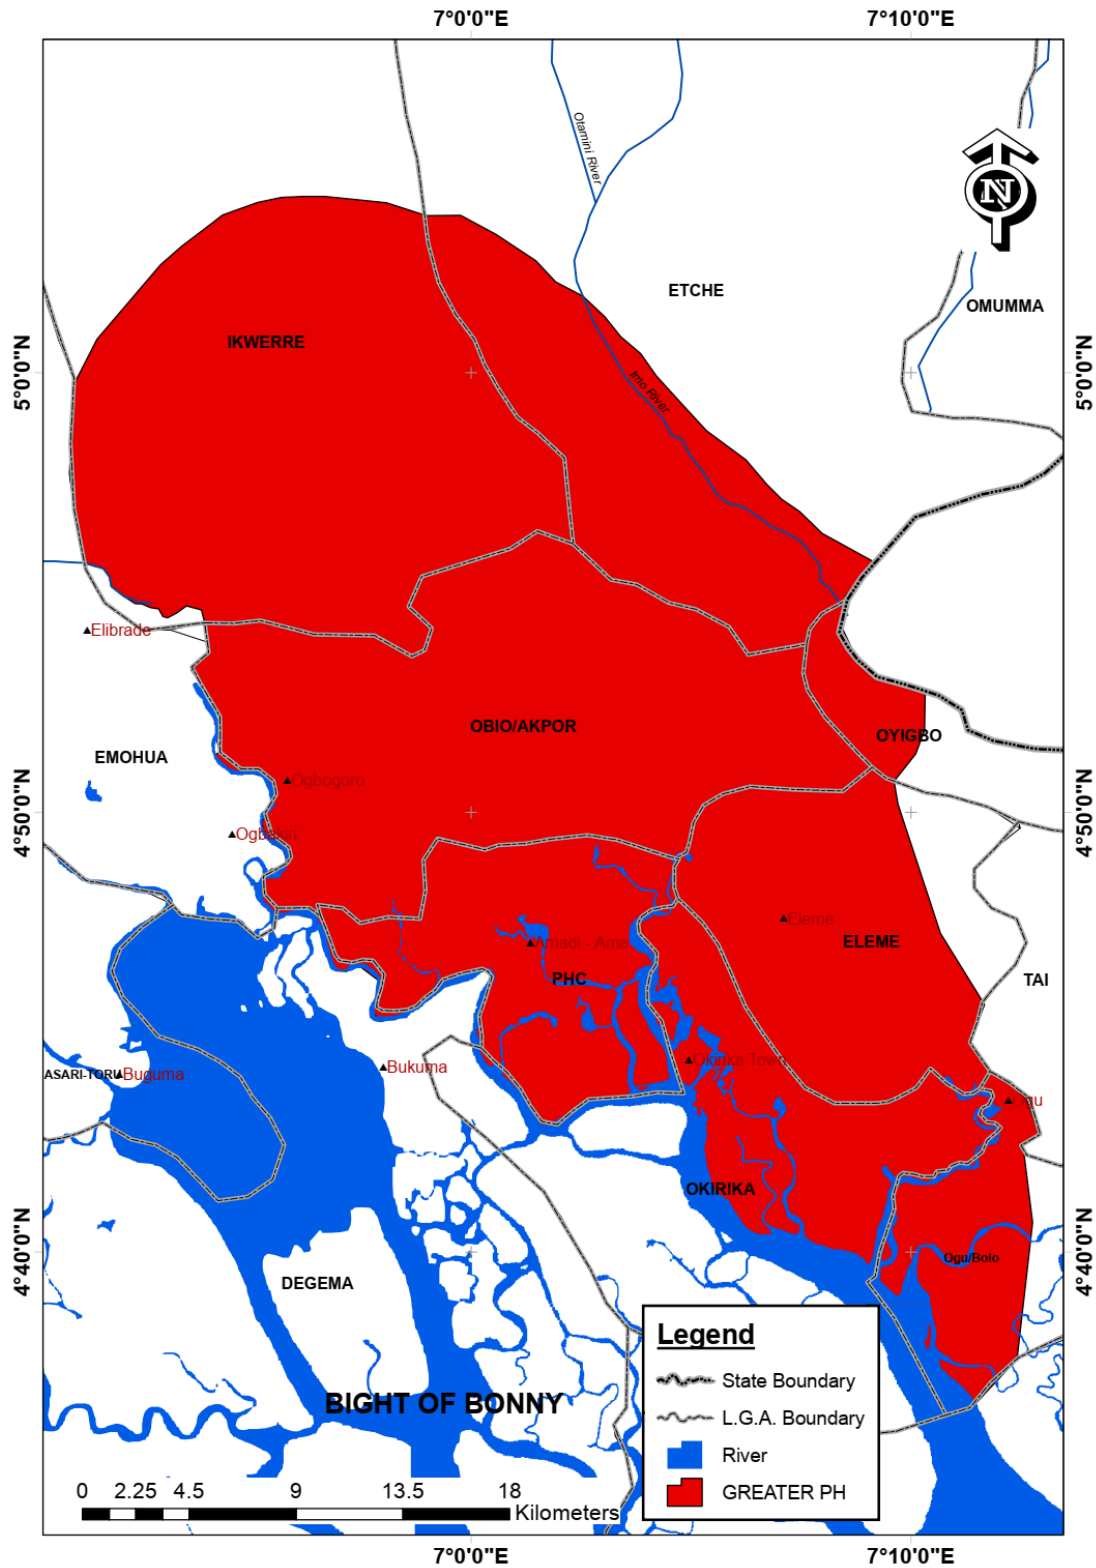 7°0'0"E
7°10'0"E
Otamini River
N
ETCHE
OMUMMA
IKWERRE
5°0'0"N
5°0'0"N
Imo River
Elibrade
OBIO/AKPOR
OYIGBO
EMOHUA
Ogbogoro
4°50'0"N
4°50'0"N
Ogbakiri
Eleme
ELEME
Amadi - Ama
PHC
TAI
Okirika Town
ASARI-TORU
Buguma
Bukuma
Ogu
OKIRIKA
4°40'0"N
4°40'0"N
Ogu/Bolo
DEGEMA
BIGHT OF BONNY
Legend
State Boundary
L.G.A. Boundary
River
GREATER PH
0 2.25 4.5 9 13.5 18
Kilometers
7°0'0"E
7°10'0"E